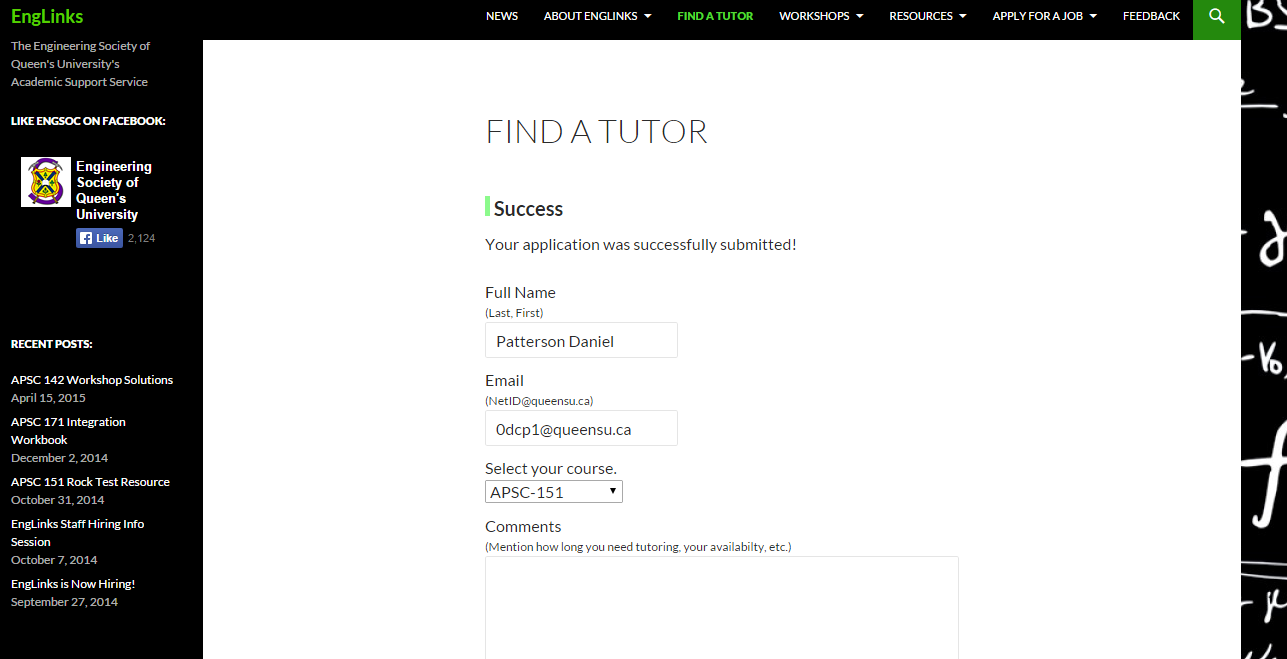 EngLinks
The Engineering Society of
Queen's University's
Academic Support Service
LIKE ENGSOC ON FACEBOOK:
Engineering
Society of
Queen's
University
Like 2,124
RECENT POSTS:
APSC 142 Workshop Solutions
April 15, 2015
APSC 171 Integration
Workbook
December 2, 2014
APSC 151 Rock Test Resource
October 31, 2014
EngLinks Staff Hiring Info
Session
October 7, 2014
EngLinks is Now Hiring!
September 27, 2014
NEWS ABOUT ENGLINKS FIND A TUTOR WORKSHOPS RESOURCES APPLY FOR A JOB FEEDBACK
FIND A TUTOR
Success
Your application was successfully submitted!
Full Name
(Last, First)
Patterson Daniel
Email
(NetID@queensu.ca)
0dcp1@queensu.ca
Select your course.
APSC-151
Comments
(Mention how long you need tutoring, your availabilty, etc.)